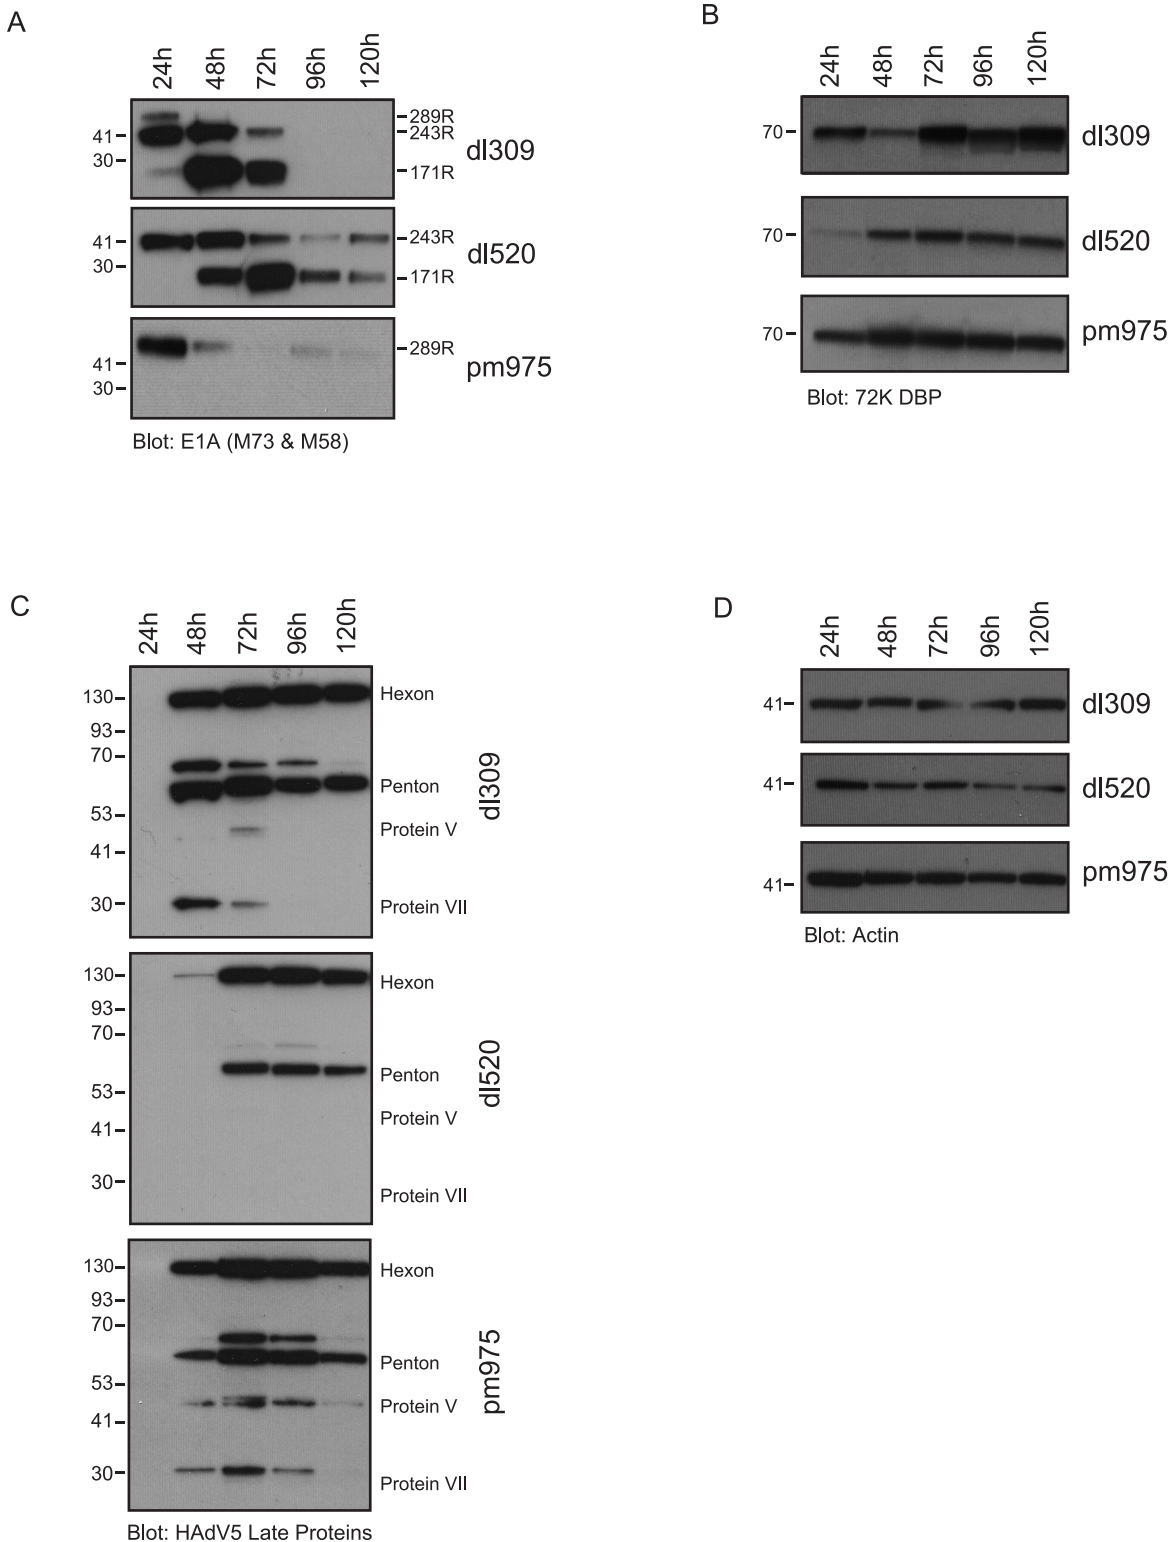 A
24h 48h 72h 96h 120h
41
30
289R
243R
171R
dl309
41
30
243R
171R
dl520
41
30
289R
pm975
Blot: E1A (M73 & M58)
B
24h 48h 72h 96h 120h
70
dl309
70
dl520
70
pm975
Blot: 72K DBP
C
24h 48h 72h 96h 120h
130
93
70
53
41
30
Hexon
Penton
Protein V
Protein VII
dl309
130
93
70
53
41
30
Hexon
Penton
Protein V
Protein VII
dl520
130
93
70
53
41
30
Hexon
Penton
Protein V
Protein VII
pm975
Blot: HAdV5 Late Proteins
D
24h 48h 72h 96h 120h
41
dl309
41
dl520
41
pm975
Blot: Actin